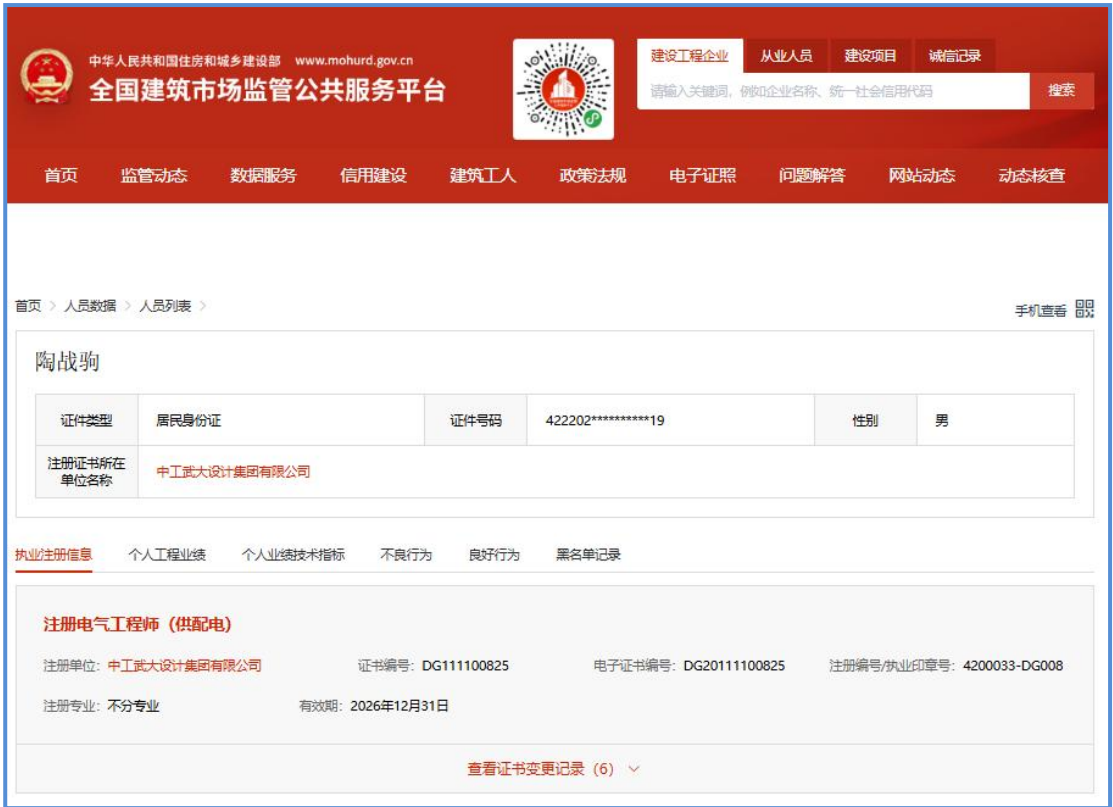 中华人民共和国住房和城乡建设部 www.mohurd.gov.cn
全国建筑市场监管公共服务平台
建设工程企业 从业人员 建设项目 诚信记录
请输入关键词，例如企业名称、统一社会信用代码 搜索
首页 监管动态 数据服务 信用建设 建筑工人 政策法规 电子证照 问题解答 网站动态 动态核查
首页 > 人员数据 > 人员列表 >
手机查看
陶战驹
证件类型 居民身份证 证件号码 422202**********19 性别 男
注册证书所在
单位名称
中工武大设计集团有限公司
执业注册信息 个人工程业绩 个人业绩技术指标 不良行为 良好行为 黑名单记录
注册电气工程师（供配电）
注册单位：中工武大设计集团有限公司 证书编号：DG111100825 电子证书编号：DG20111100825 注册编号/执业印章号：4200033-DG008
注册专业：不分专业 有效期：2026年12月31日
查看证书变更记录（6）